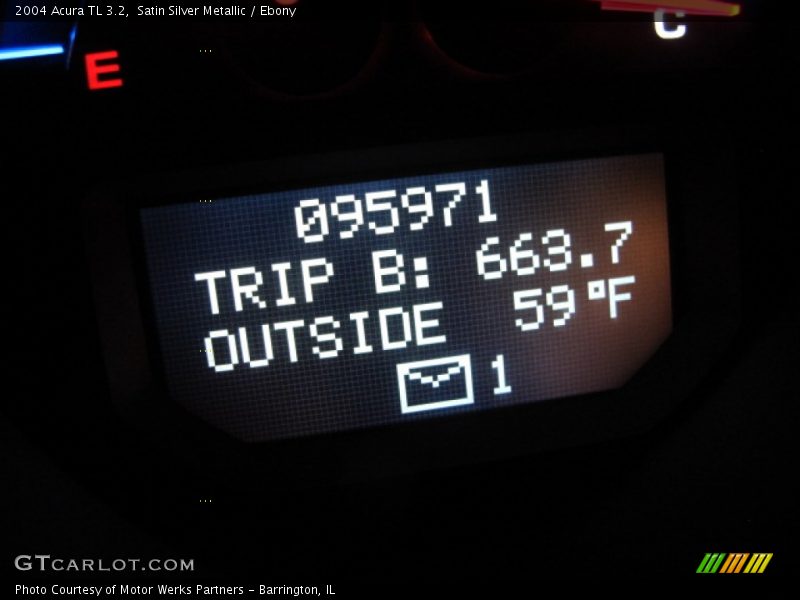 2004 Acura TL 3.2,  Satin Silver Metallic / Ebony
E
C
095971
TRIP B: 663.7
OUTSIDE 59°F
1
GTCARLOT.COM
Photo Courtesy of Motor Werks Partners - Barrington, IL